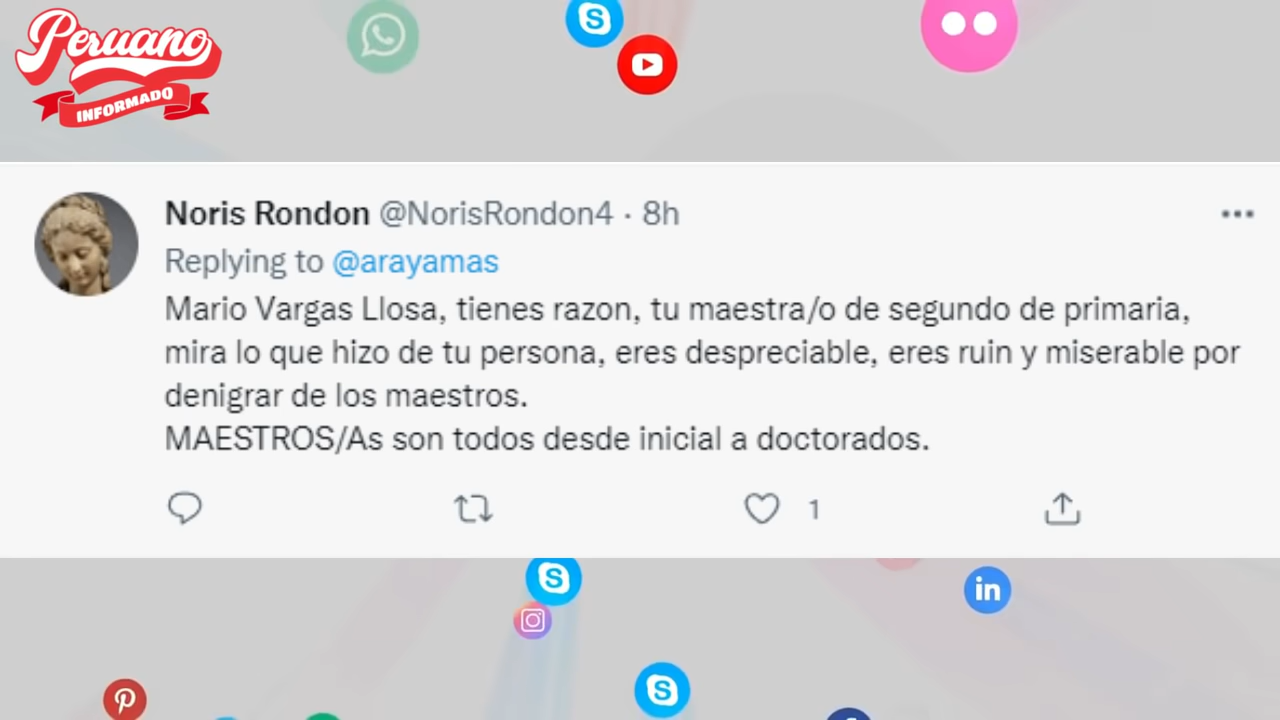 Peruano
INFORMADO
Noris Rondon @NorisRondon4 · 8h
Replying to @arayamas
Mario Vargas Llosa, tienes razon, tu maestra/o de segundo de primaria,
mira lo que hizo de tu persona, eres despreciable, eres ruin y miserable por
denigrar de los maestros.
MAESTROS/As son todos desde inicial a doctorados.
1